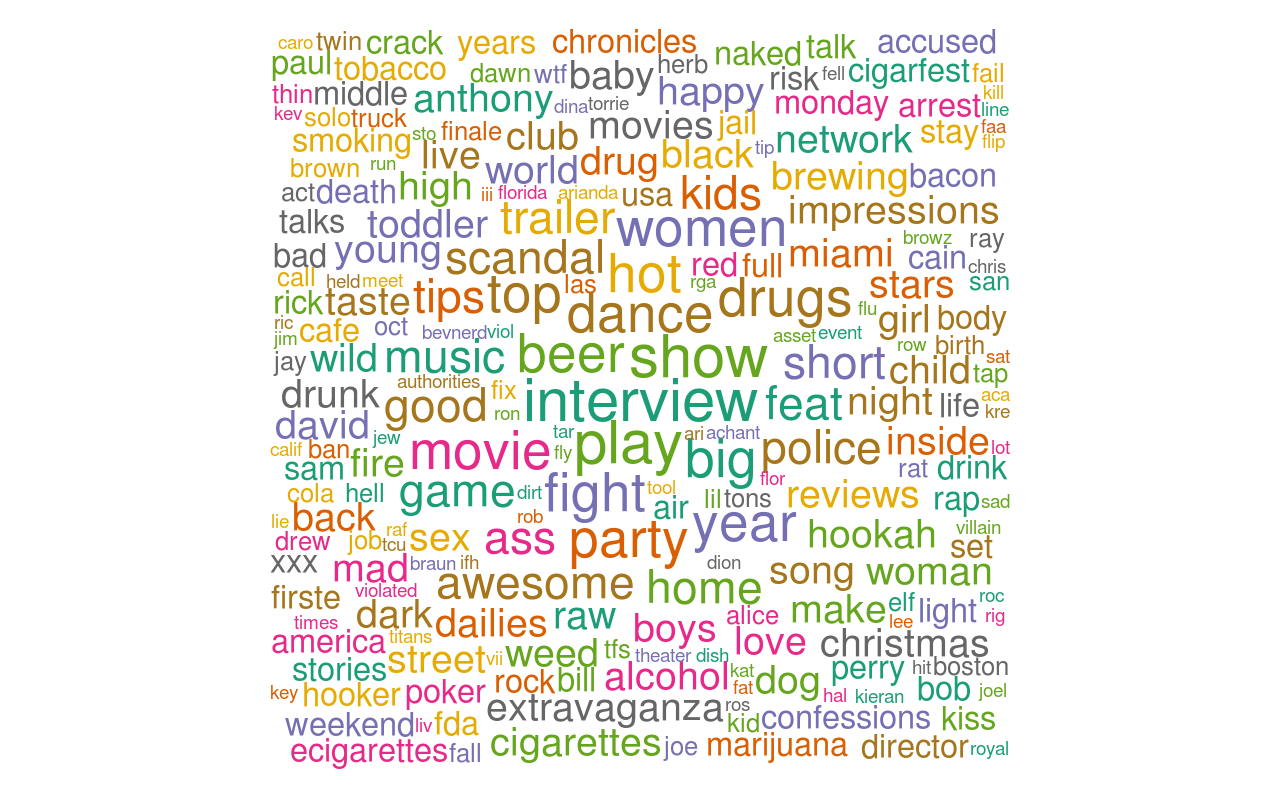 caro twin crack years chronicles naked talk accused
paul tobacco dawn wtf baby herb risk fell cigarfest fail
thin middle anthony dina torrie happy monday arrest kill line
kev solo truck sto finale club movies jail network stay faa flip
smoking live world drug black tip brewing bacon
brown run high iii florida arianda usa kids impressions
act death toddler trailer women browz ray
talks young scandal hot red full miami cain chris
bad held meet tips top las rga stars san
call taste dance drugs flu girl body
rick cafe oct bevnerd viol asset event row birth sat
ric jim wild music beer show short child tap
jay authorities fix interview feat night life aca kre
drunk good ron play ari achant police inside lot
david jew movie tar fly big rat drink
calif ban fire game dirt fight tool flor reviews rap sad
sam hell air lil tons
cola back rob year hookah villain
lie drew job raf tcu sex ass party set
xxx mad braun ifh dion song woman
firste violated awesome home make elf light roc rig
times dark dailies raw boys alice lee
america titans street vii weed tfs theater dish love christmas
stories rock bill alcohol kat fat dog perry hit boston
key hooker poker extravaganza ros hal kieran bob joel
weekend liv fda kid confessions kiss
ecigarettes fall cigarettes joe marijuana director royal